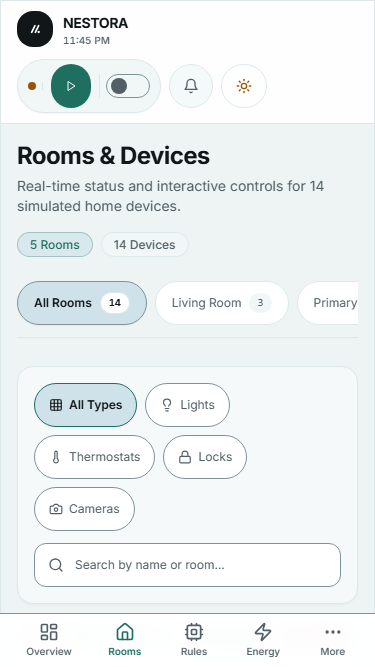 NESTORA
11:45 PM
Rooms & Devices
Real-time status and interactive controls for 14
simulated home devices.
5 Rooms
14 Devices
All Rooms 14
Living Room 3
Primary
All Types
Lights
Thermostats
Locks
Cameras
Search by name or room...
Overview
Rooms
Rules
Energy
More